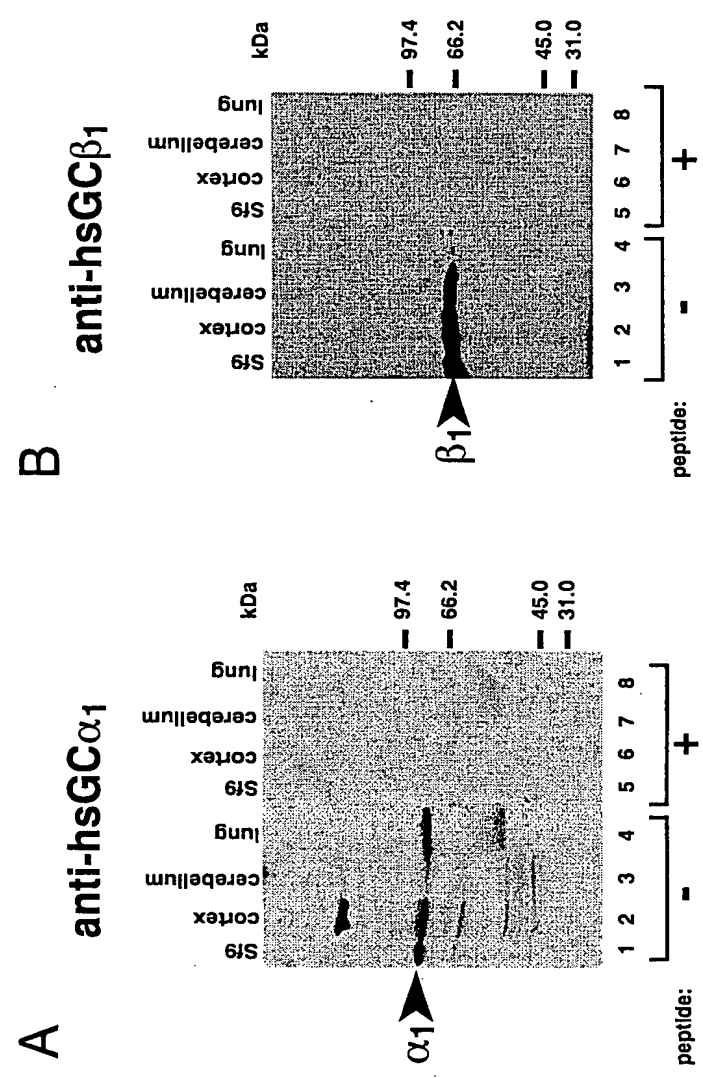 A
anti-hsGCα1
Sf9 cortex cerebellum lung Sf9 cortex cerebellum lung kDa
97.4
66.2
45.0
31.0
α1
1 2 3 4 5 6 7 8
peptide: - +
B
anti-hsGCβ1
Sf9 cortex cerebellum lung Sf9 cortex cerebellum lung kDa
97.4
66.2
45.0
31.0
β1
1 2 3 4 5 6 7 8
peptide: - +